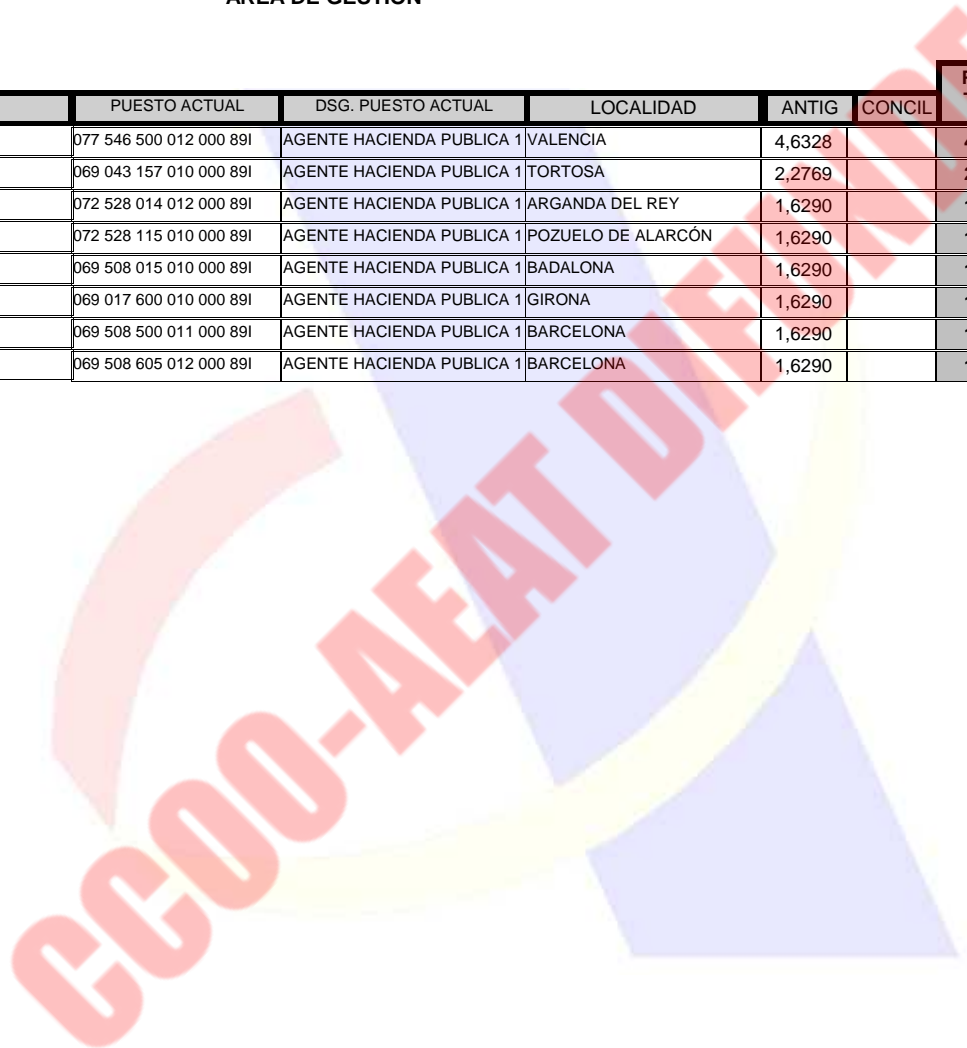 ÁREA DE GESTIÓN
PUESTO ACTUAL DSG. PUESTO ACTUAL LOCALIDAD ANTIG CONCIL
077 546 500 012 000 89I AGENTE HACIENDA PUBLICA 1 VALENCIA 4,6328
069 043 157 010 000 89I AGENTE HACIENDA PUBLICA 1 TORTOSA 2,2769
072 528 014 012 000 89I AGENTE HACIENDA PUBLICA 1 ARGANDA DEL REY 1,6290
072 528 115 010 000 89I AGENTE HACIENDA PUBLICA 1 POZUELO DE ALARCÓN 1,6290
069 508 015 010 000 89I AGENTE HACIENDA PUBLICA 1 BADALONA 1,6290
069 017 600 010 000 89I AGENTE HACIENDA PUBLICA 1 GIRONA 1,6290
069 508 500 011 000 89I AGENTE HACIENDA PUBLICA 1 BARCELONA 1,6290
069 508 605 012 000 89I AGENTE HACIENDA PUBLICA 1 BARCELONA 1,6290
CCOO-AEAT DIFUNDE